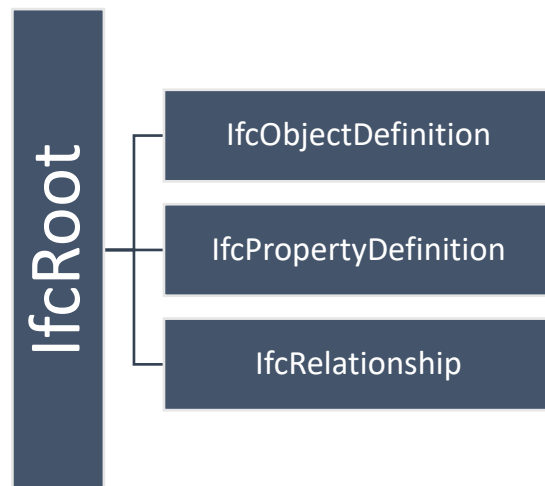 IfcRoot
IfcObjectDefinition
IfcPropertyDefinition
IfcRelationship